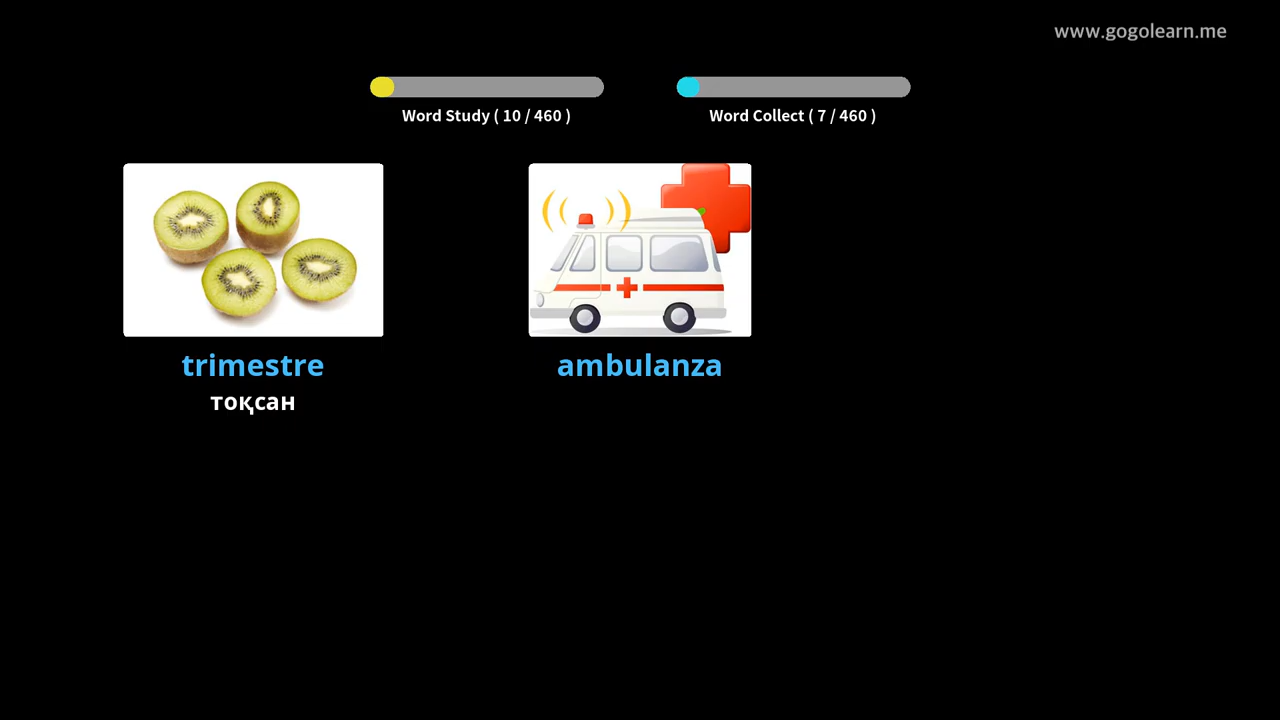 www.gogolearn.me
Word Study ( 10 / 460 )
Word Collect ( 7 / 460 )
trimestre
тоқсан
ambulanza